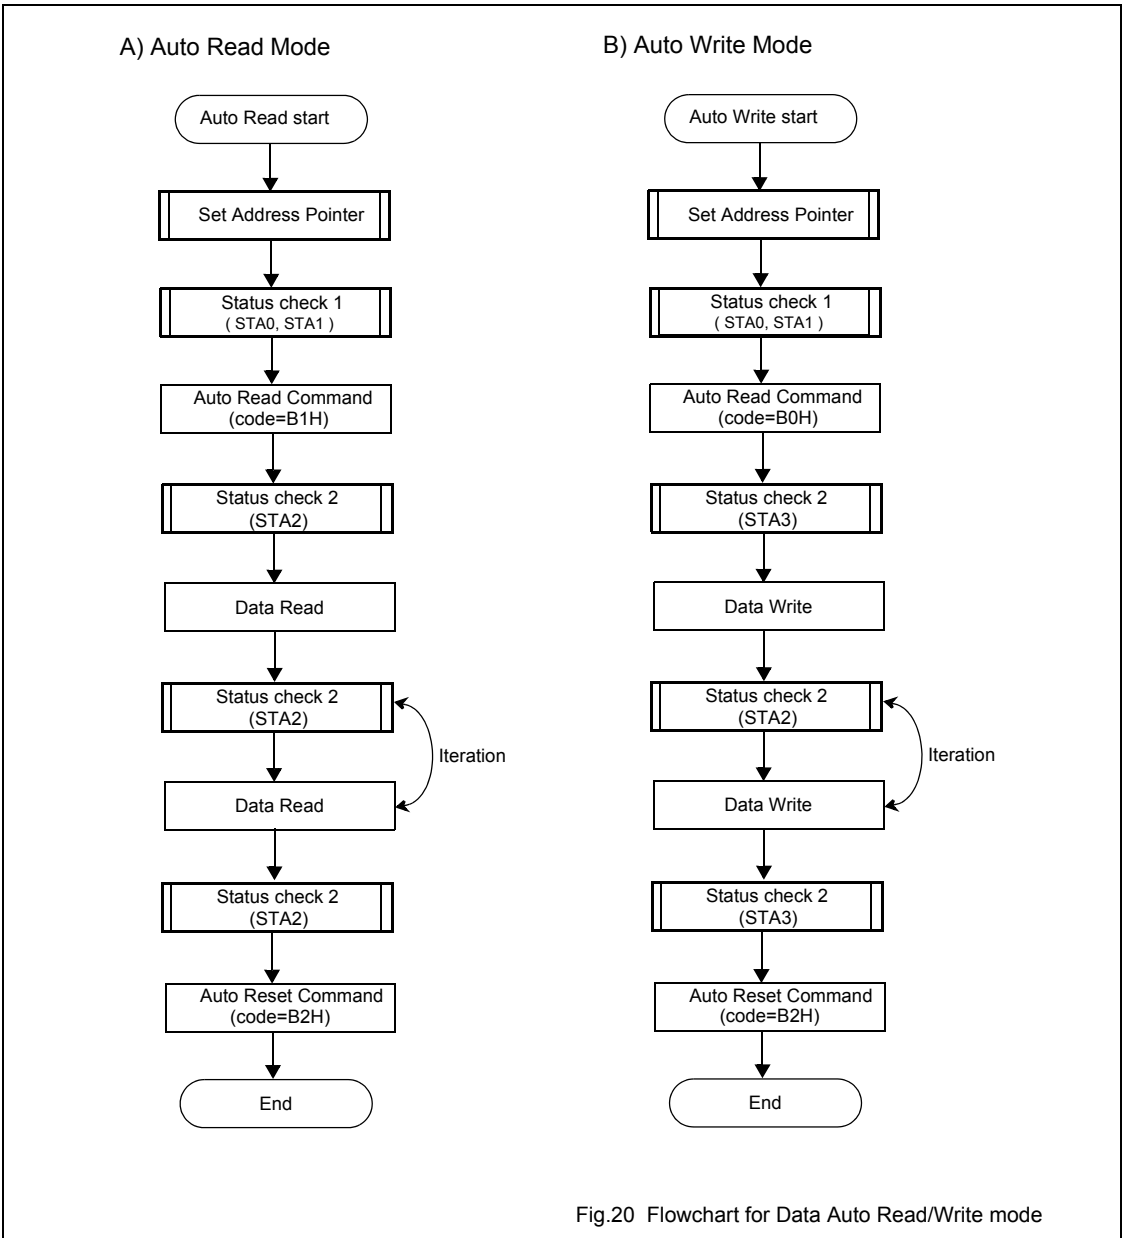 A) Auto Read Mode
Auto Read start
Set Address Pointer
Status check 1
( STA0, STA1 )
Auto Read Command
(code=B1H)
Status check 2
(STA2)
Data Read
Status check 2
(STA2)
Iteration
Data Read
Status check 2
(STA2)
Auto Reset Command
(code=B2H)
End
B) Auto Write Mode
Auto Write start
Set Address Pointer
Status check 1
( STA0, STA1 )
Auto Read Command
(code=B0H)
Status check 2
(STA3)
Data Write
Status check 2
(STA2)
Iteration
Data Write
Status check 2
(STA3)
Auto Reset Command
(code=B2H)
End
Fig.20 Flowchart for Data Auto Read/Write mode